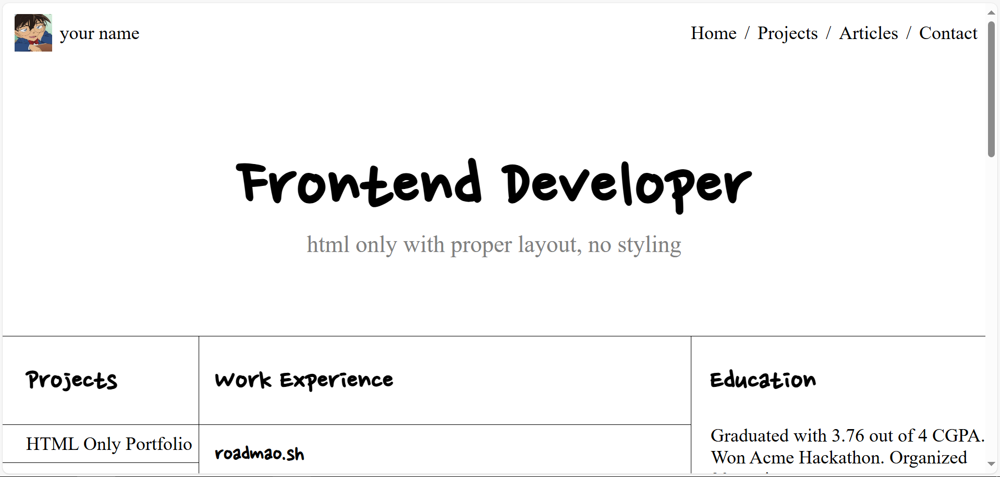 your name
Home / Projects / Articles / Contact
Frontend Developer
html only with proper layout, no styling
Projects
Work Experience
Education
HTML Only Portfolio
roadmao.sh
Graduated with 3.76 out of 4 CGPA.
Won Acme Hackathon. Organized